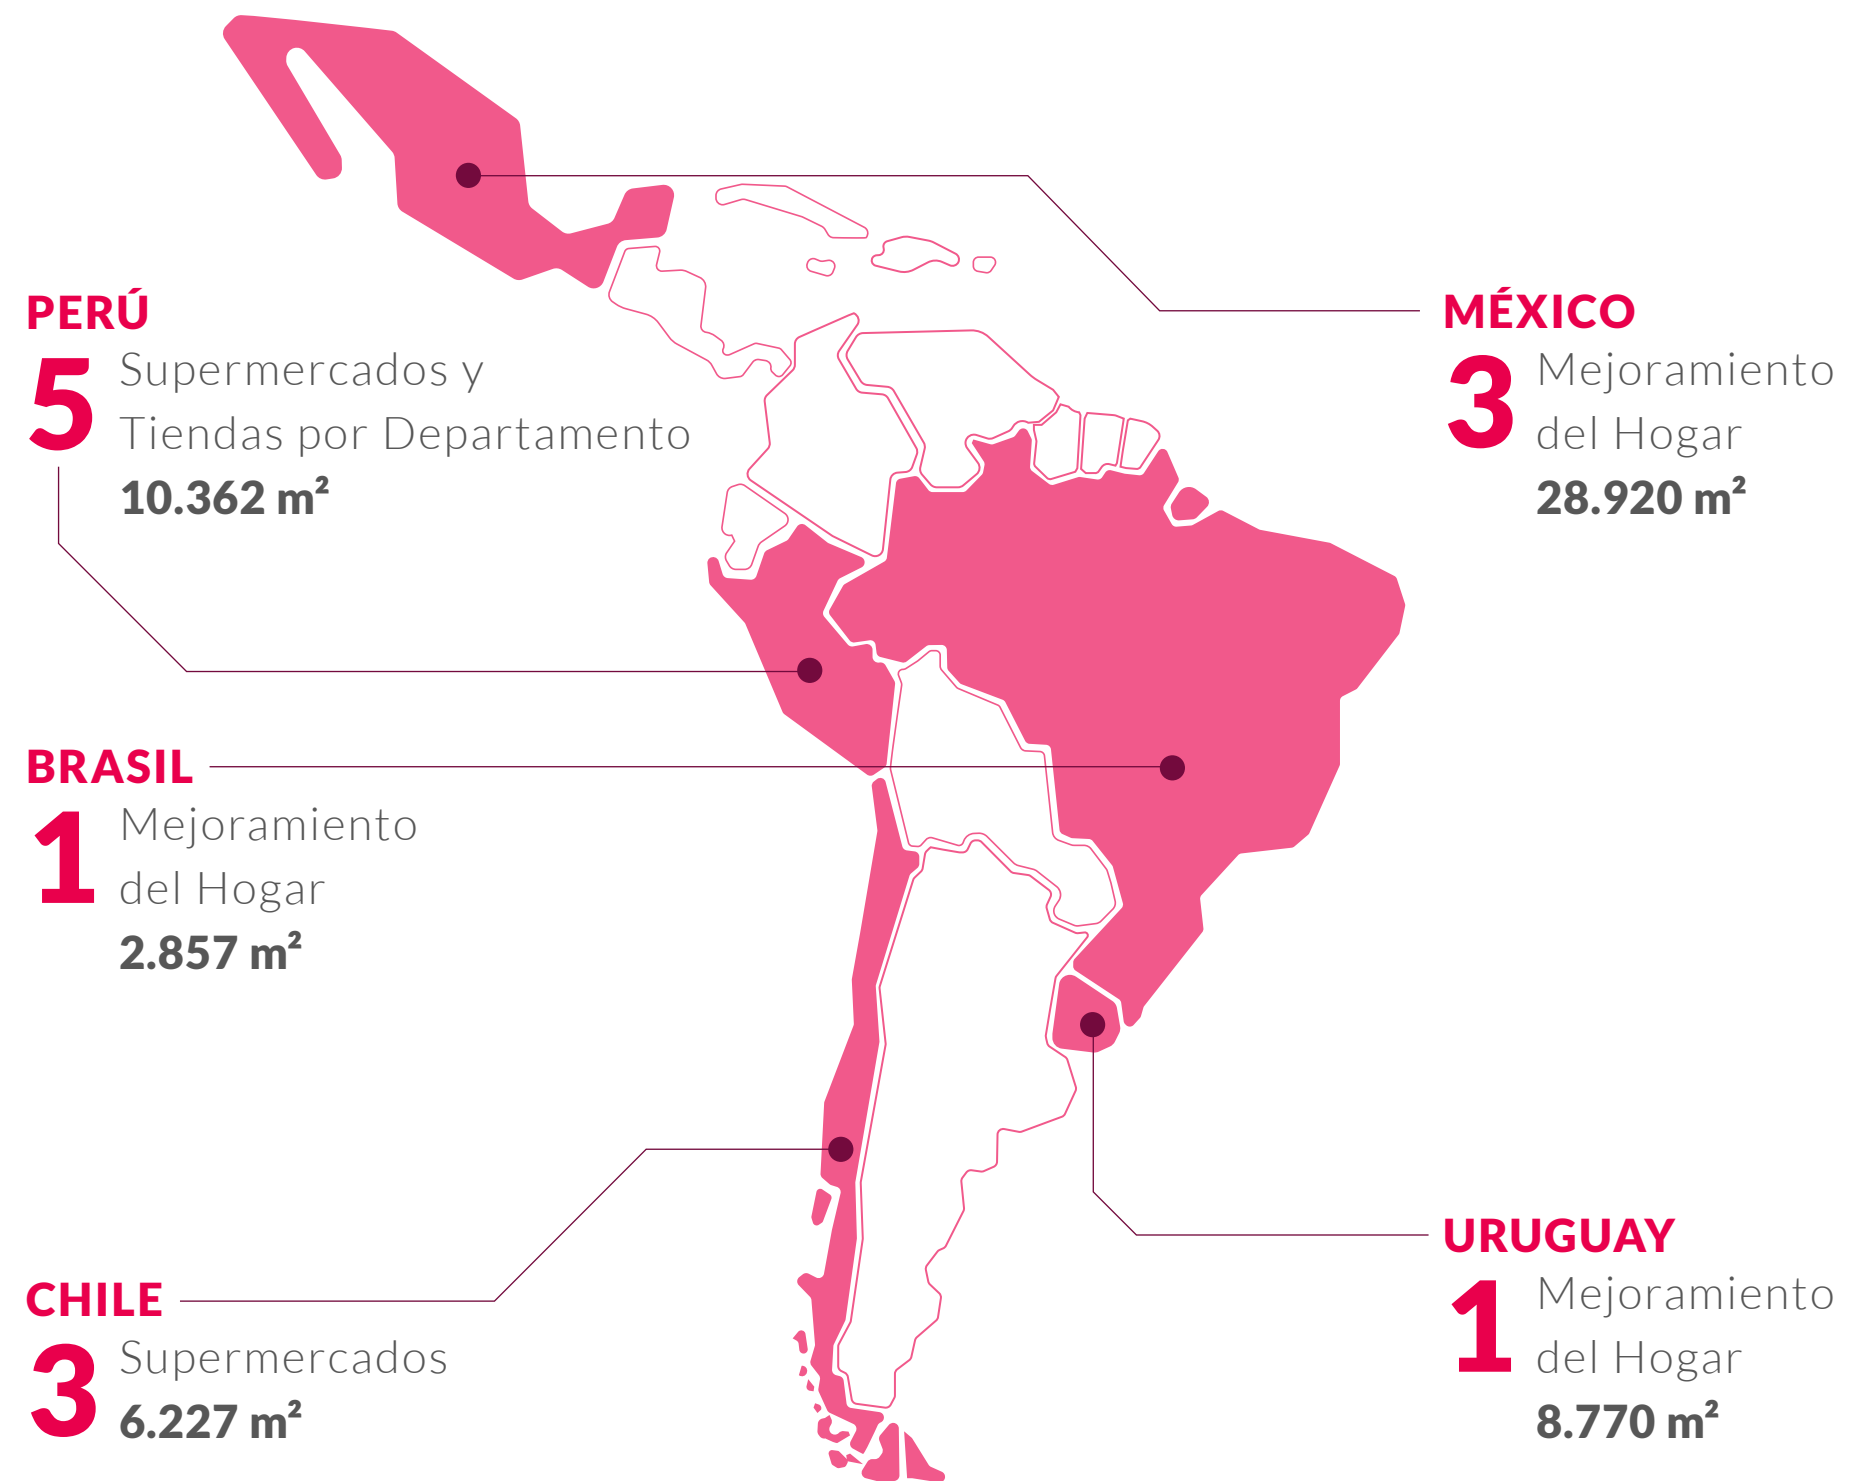 PERÚ
5
Supermercados y
Tiendas por Departamento
10.362 m²
BRASIL
1
Mejoramiento
del Hogar
2.857 m²
CHILE
3
Supermercados
6.227 m²
MÉXICO
3
Mejoramiento
del Hogar
28.920 m²
URUGUAY
1
Mejoramiento
del Hogar
8.770 m²